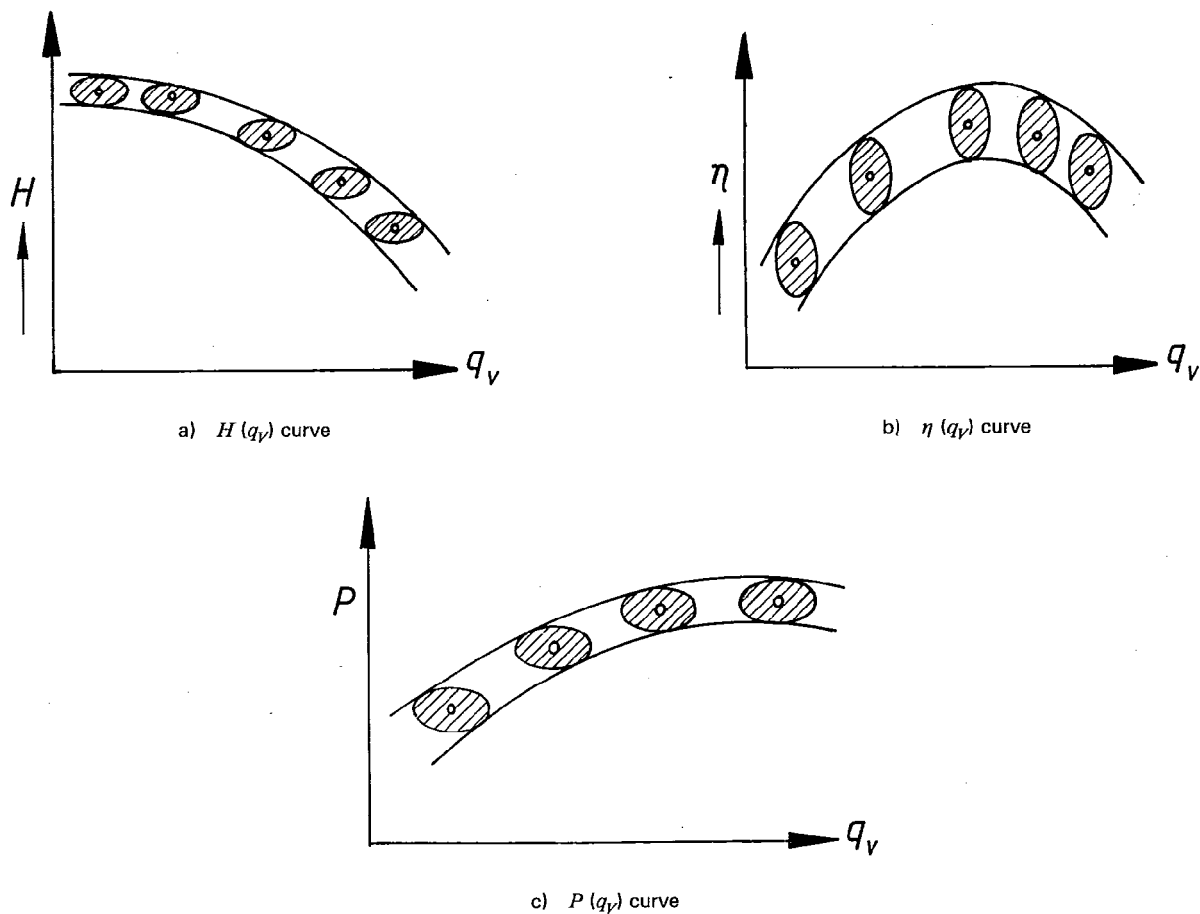 H
q_v
a) H (q_V) curve
η
q_v
b) η (q_V) curve
P
q_v
c) P (q_V) curve